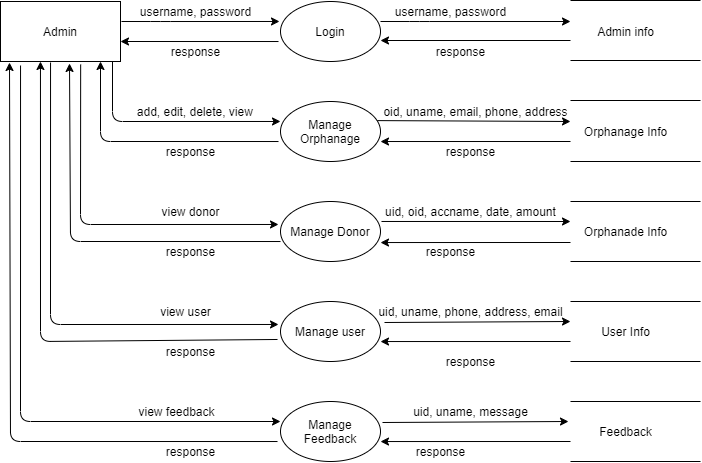 Admin
username, password
Login
username, password
Admin info
response
response
add, edit, delete, view
Manage
Orphanage
oid, uname, email, phone, address
Orphanage Info
response
response
view donor
Manage Donor
uid, oid, accname, date, amount
Orphanade Info
response
response
view user
Manage user
uid, uname, phone, address, email
User Info
response
response
view feedback
Manage
Feedback
uid, uname, message
Feedback
response
response